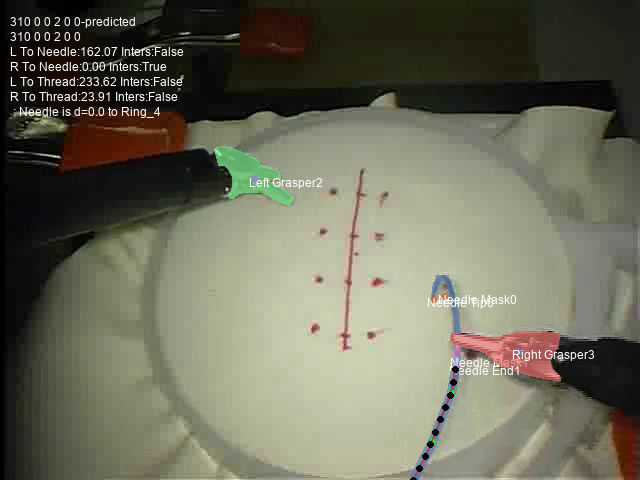 310 0 0 2 0 0-predicted
310 0 0 2 0 0
L To Needle:162.07 Inters:False
R To Needle:0.00 Inters:True
L To Thread:233.62 Inters:False
R To Thread:23.91 Inters:False
: Needle is d=0.0 to Ring_4
Left Grasper2
Needle Mask0
Needle Tip0
Right Grasper3
Needle
Needle End1